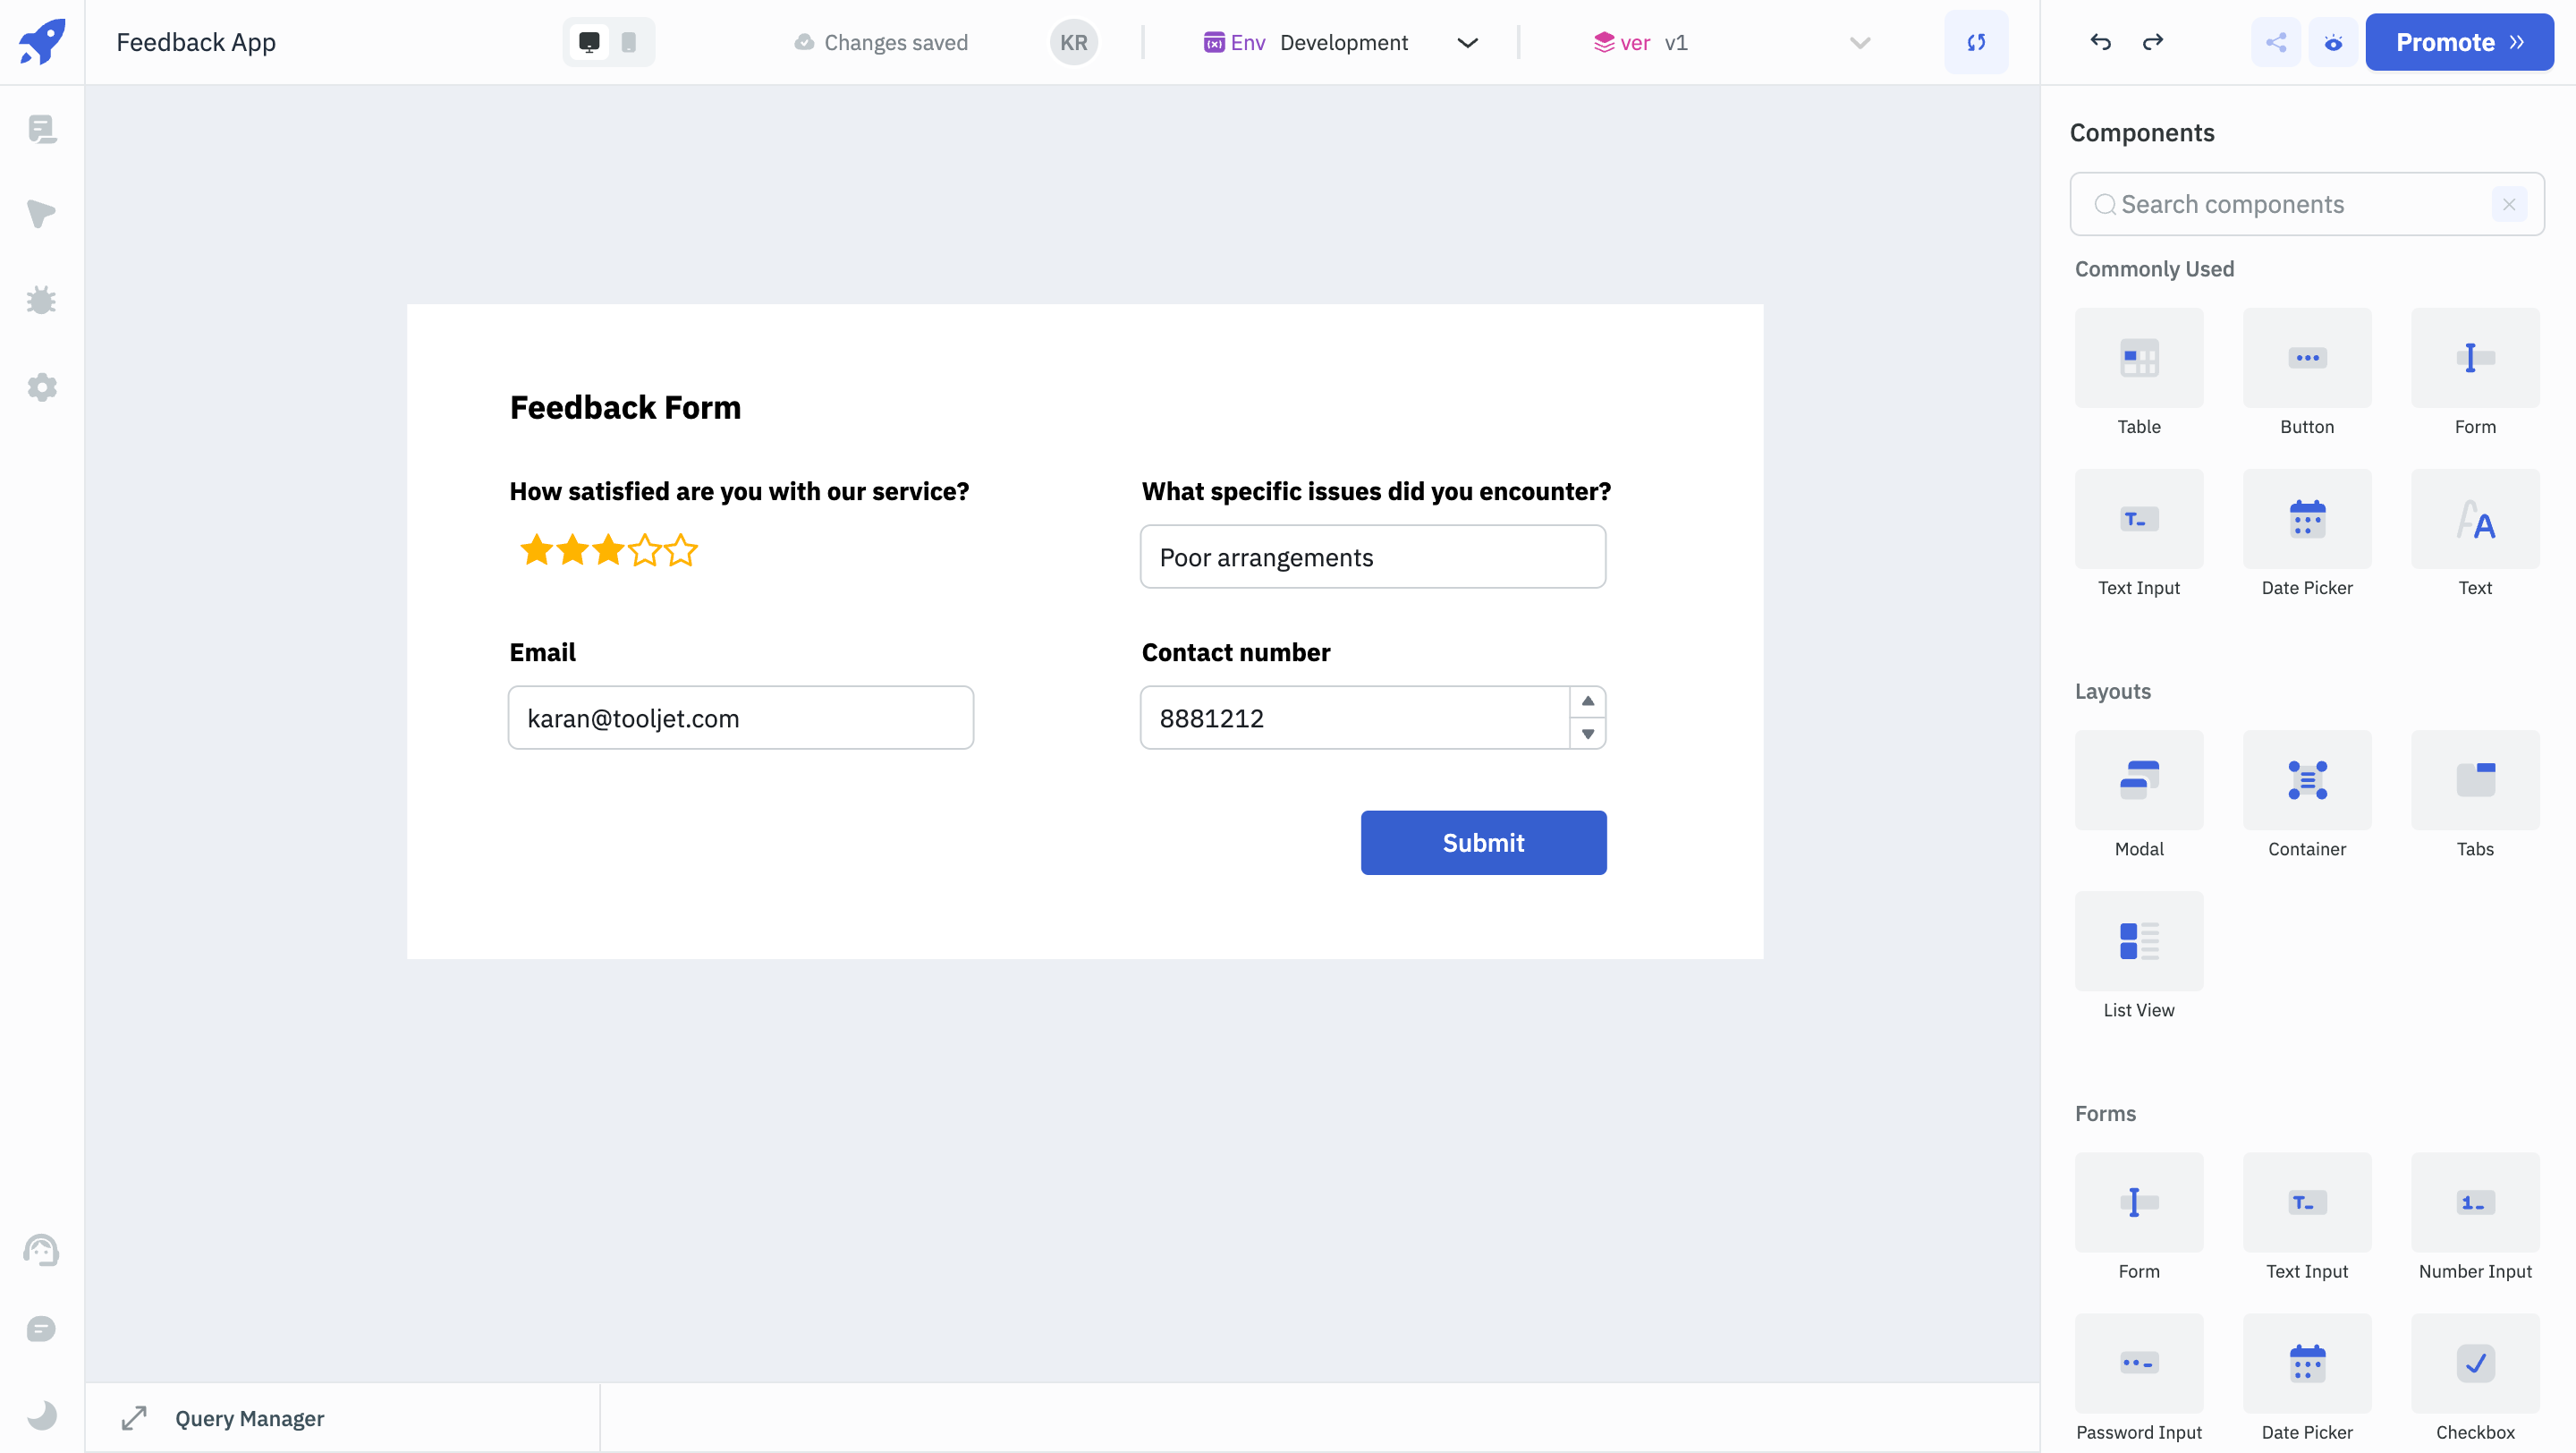 Feedback App
Changes saved
KR
Env Development
ver v1
Promote
Components
Search components
Commonly Used
Table Button Form
Text Input Date Picker Text
Layouts
Modal Container Tabs
List View
Forms
Form Text Input Number Input
Password Input Date Picker Checkbox
Feedback Form
How satisfied are you with our service?
What specific issues did you encounter?
Poor arrangements
Email
Contact number
karan@tooljet.com
8881212
Submit
Query Manager